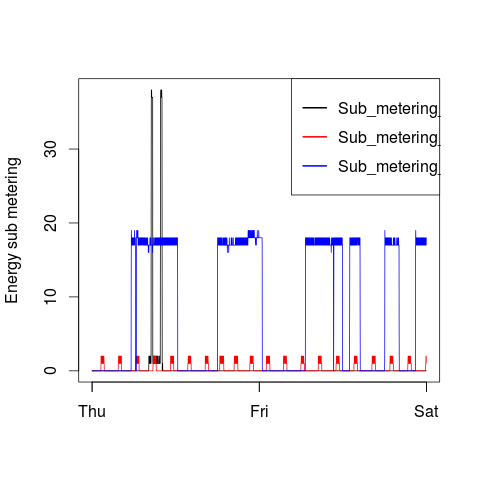 Sub_metering_
Sub_metering_
Sub_metering_
Energy sub metering
30
20
10
0
Thu Fri Sat